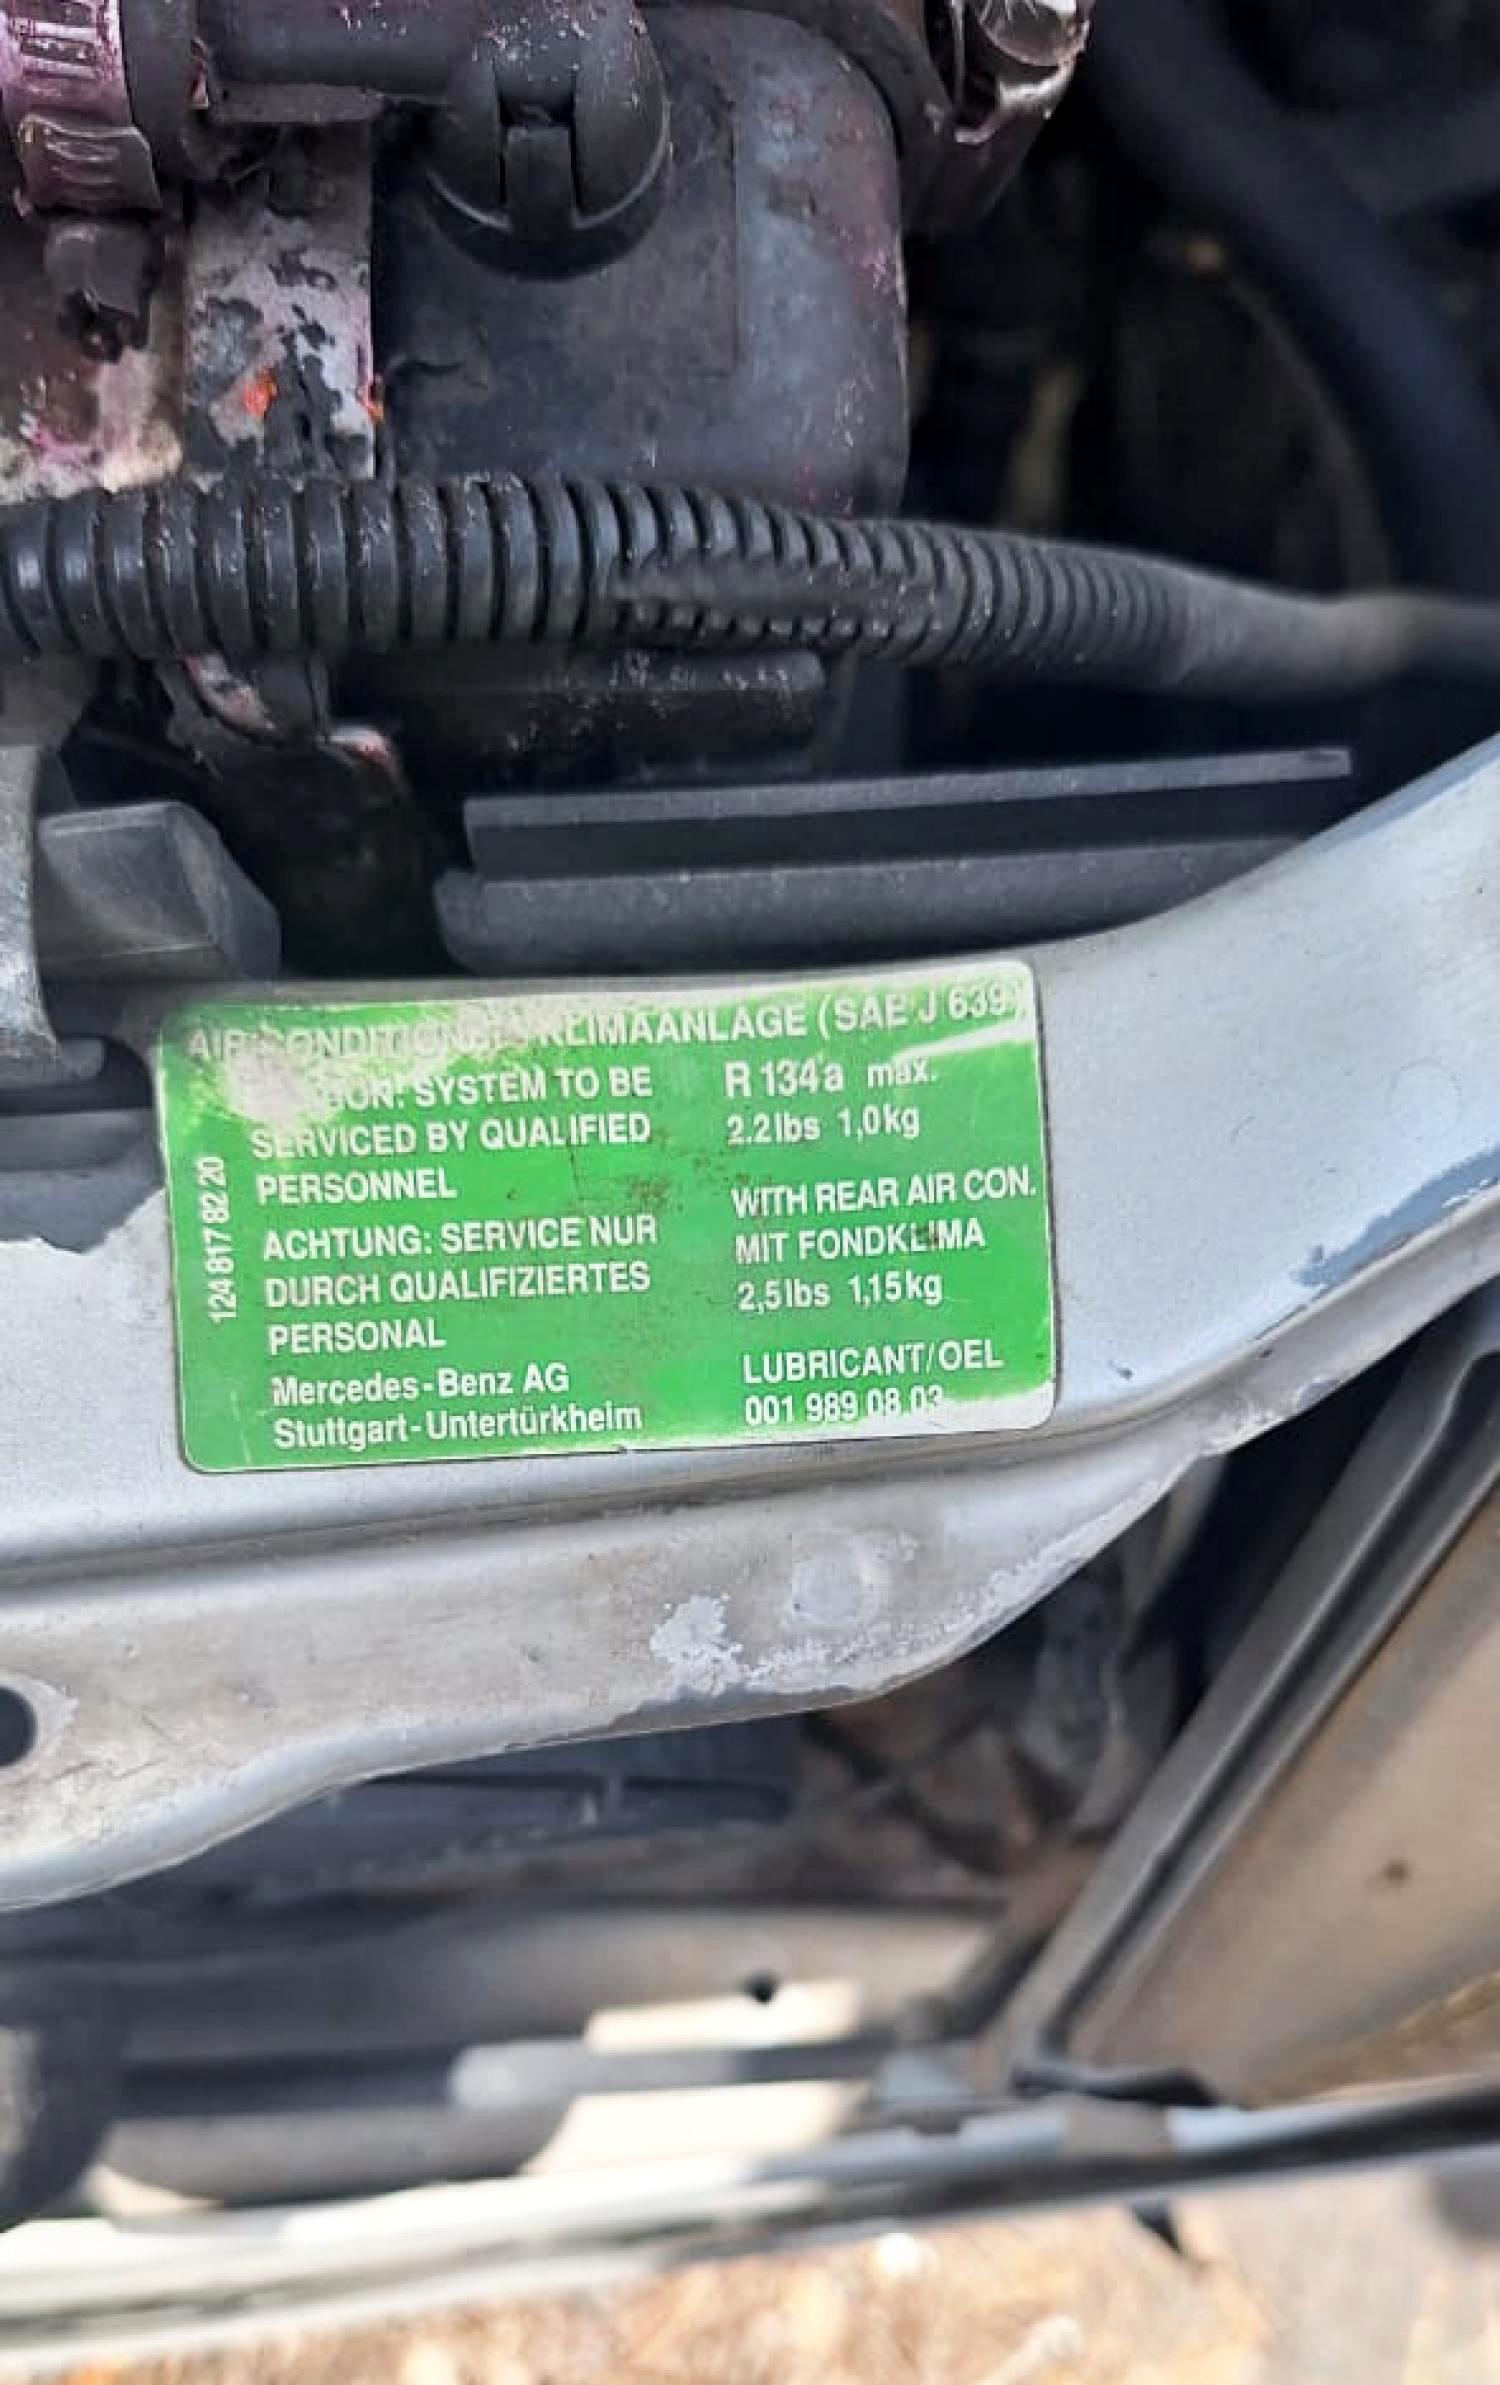 AIR CONDITIONING KLIMAANLAGE (SAE J 639)
SYSTEM TO BE
SERVICED BY QUALIFIED
PERSONNEL
ACHTUNG: SERVICE NUR
DURCH QUALIFIZIERTES
PERSONAL
Mercedes-Benz AG
Stuttgart-Untertürkheim
R 134a max.
2.2lbs 1,0kg
WITH REAR AIR CON.
MIT FONDKLIMA
2,5lbs 1,15kg
LUBRICANT/OEL
001 989 08 03
124 817 82 20